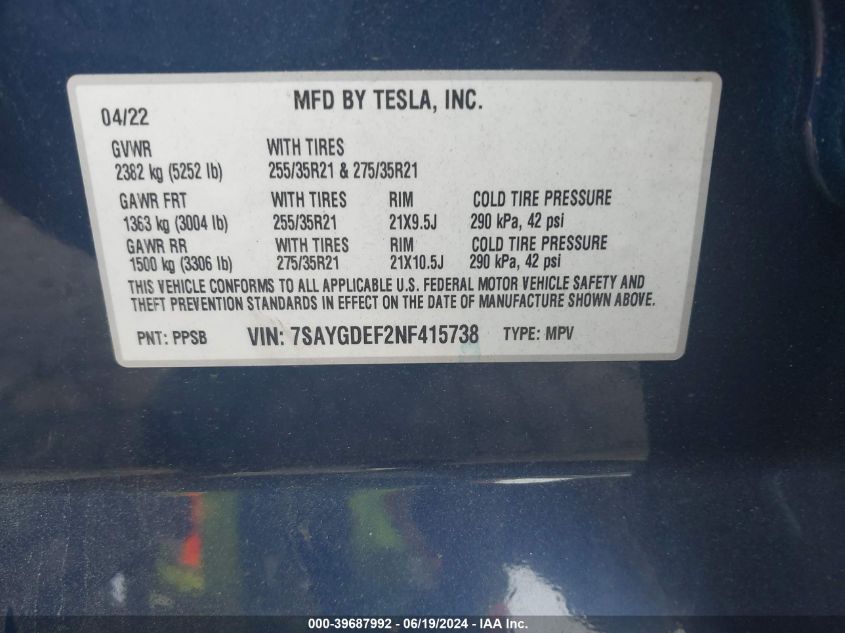 04/22 MFD BY TESLA, INC.
GVWR WITH TIRES
2382 kg (5252 lb) 255/35R21 & 275/35R21
GAWR FRT WITH TIRES RIM COLD TIRE PRESSURE
1363 kg (3004 lb) 255/35R21 21X9.5J 290 kPa, 42 psi
GAWR RR WITH TIRES RIM COLD TIRE PRESSURE
1500 kg (3306 lb) 275/35R21 21X10.5J 290 kPa, 42 psi
THIS VEHICLE CONFORMS TO ALL APPLICABLE U.S. FEDERAL MOTOR VEHICLE SAFETY AND
THEFT PREVENTION STANDARDS IN EFFECT ON THE DATE OF MANUFACTURE SHOWN ABOVE.
PNT: PPSB VIN: 7SAYGDEF2NF415738 TYPE: MPV
000-39687992 - 06/19/2024 - IAA Inc.